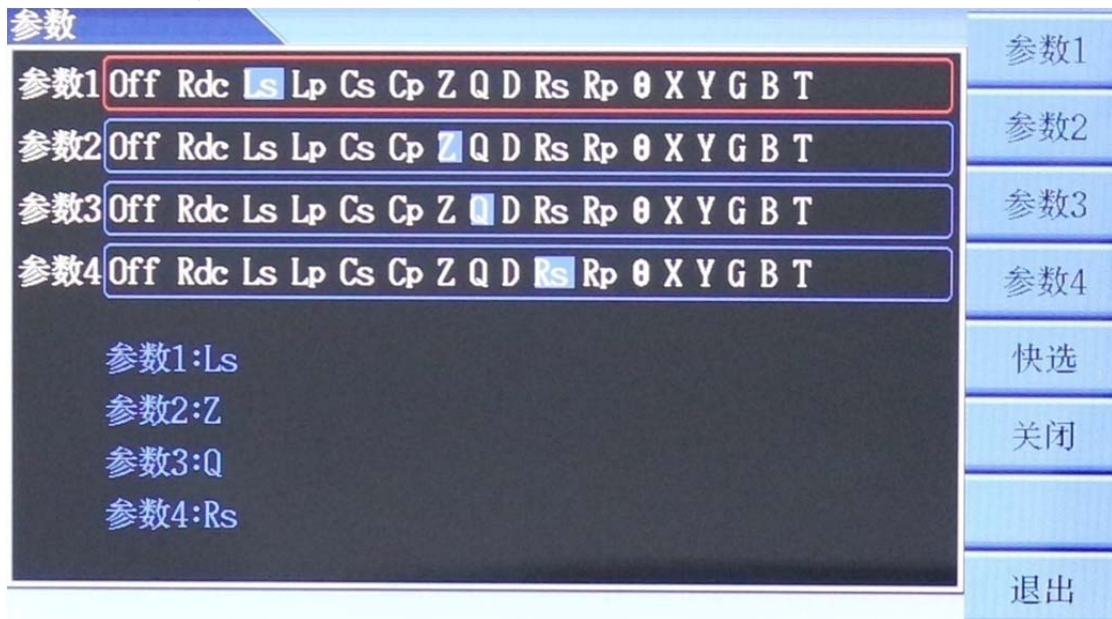 参数
参数1 Off Rdc Ls Lp Cs Cp Z Q D Rs Rp θ X Y G B T
参数2 Off Rdc Ls Lp Cs Cp Z Q D Rs Rp θ X Y G B T
参数3 Off Rdc Ls Lp Cs Cp Z Q D Rs Rp θ X Y G B T
参数4 Off Rdc Ls Lp Cs Cp Z Q D Rs Rp θ X Y G B T
参数1:Ls
参数2:Z
参数3:Q
参数4:Rs
参数1
参数2
参数3
参数4
快选
关闭
退出